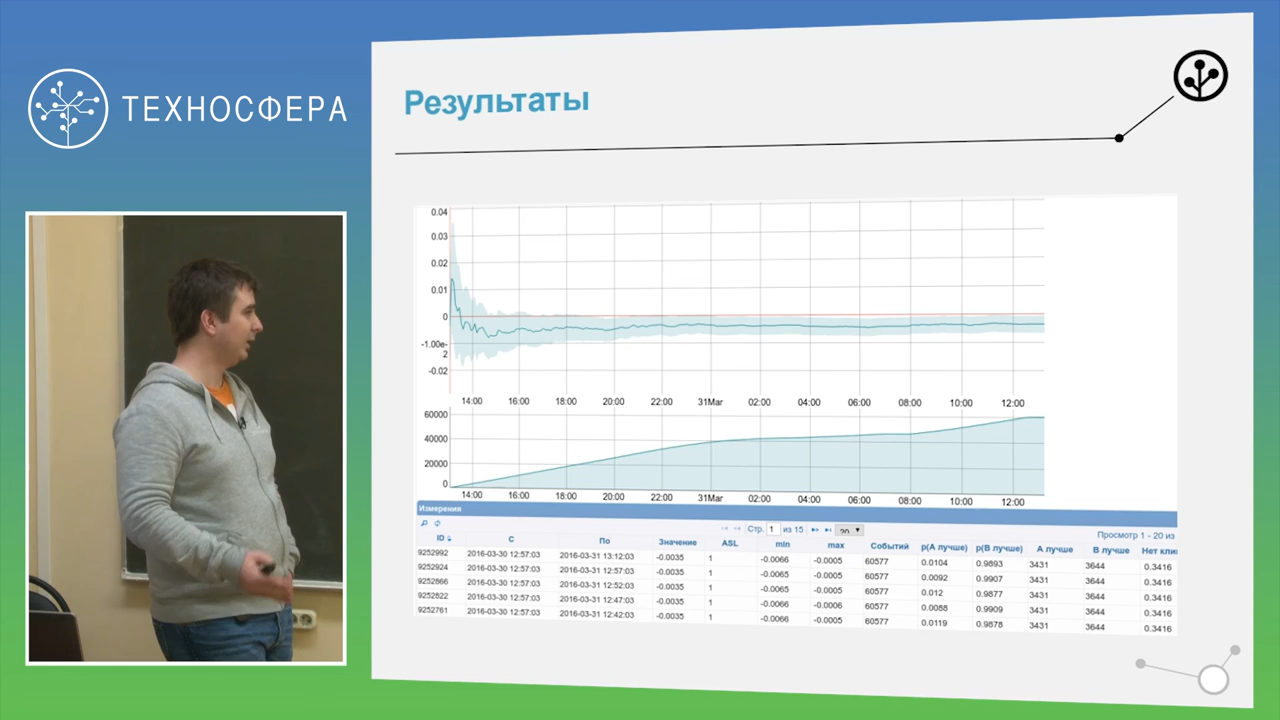 ТЕХНОСФЕРА
Результаты
0.04
0.03
0.02
0.01
0
-1.00e-
2
-0.02
14:00 16:00 18:00 20:00 22:00 31Mar 02:00 04:00 06:00 08:00 10:00 12:00
60000
40000
20000
0
14:00 16:00 18:00 20:00 22:00 31Mar 02:00 04:00 06:00 08:00 10:00 12:00
Измерения
Стр. 1 из 15 20 Просмотр 1 - 20 из
ID С По Значение ASL min max Событий p(A лучше) p(B лучше) А лучше В лучше Нет кли
9252992 2016-03-30 12:57:03 2016-03-31 13:12:03 -0.0035 1 -0.0066 -0.0005 60577 0.0104 0.9893 3431 3644 0.3416
9252924 2016-03-30 12:57:03 2016-03-31 12:57:03 -0.0035 1 -0.0065 -0.0005 60577 0.0092 0.9907 3431 3644 0.3416
9252866 2016-03-30 12:57:03 2016-03-31 12:52:03 -0.0035 1 -0.0065 -0.0005 60577 0.012 0.9877 3431 3644 0.3416
9252822 2016-03-30 12:57:03 2016-03-31 12:47:03 -0.0035 1 -0.0066 -0.0006 60577 0.0088 0.9909 3431 3644 0.3416
9252761 2016-03-30 12:57:03 2016-03-31 12:42:03 -0.0035 1 -0.0066 -0.0005 60577 0.0119 0.9878 3431 3644 0.3416